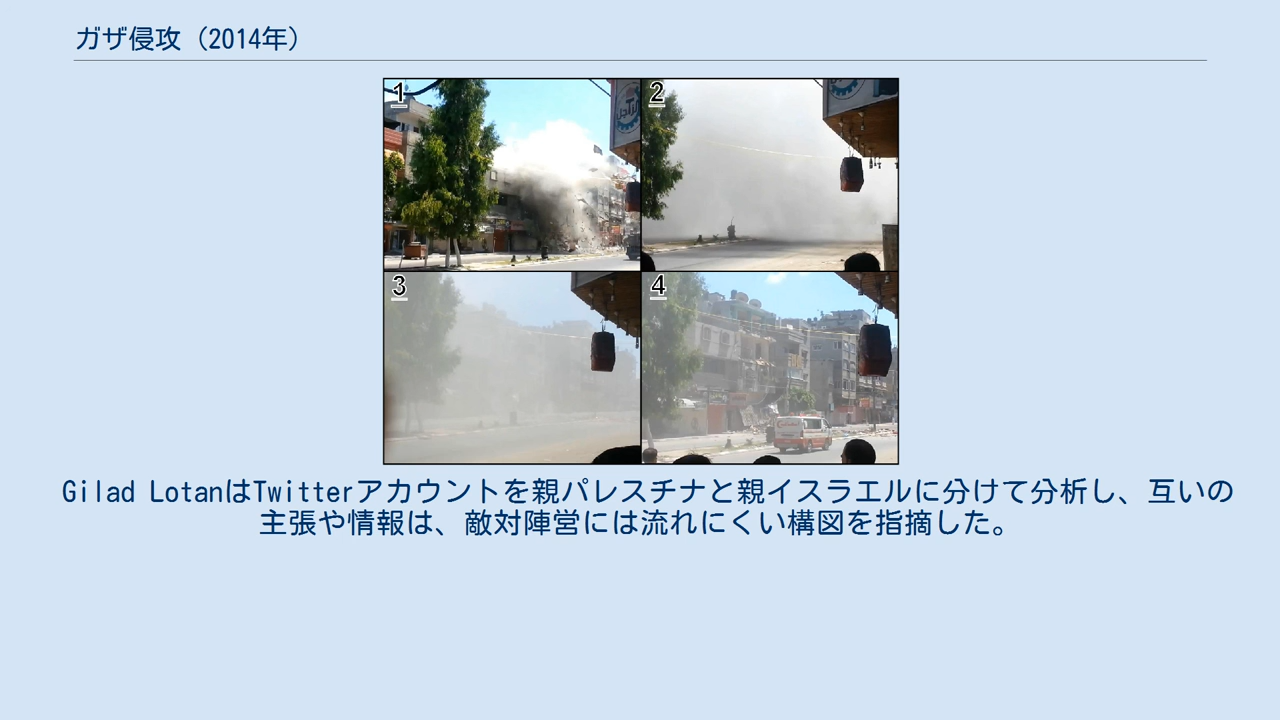 ガザ侵攻（2014年）
1
2
3
4
Gilad LotanはTwitterアカウントを親パレスチナと親イスラエルに分けて分析し、互いの
主張や情報は、敵対陣営には流れにくい構図を指摘した。